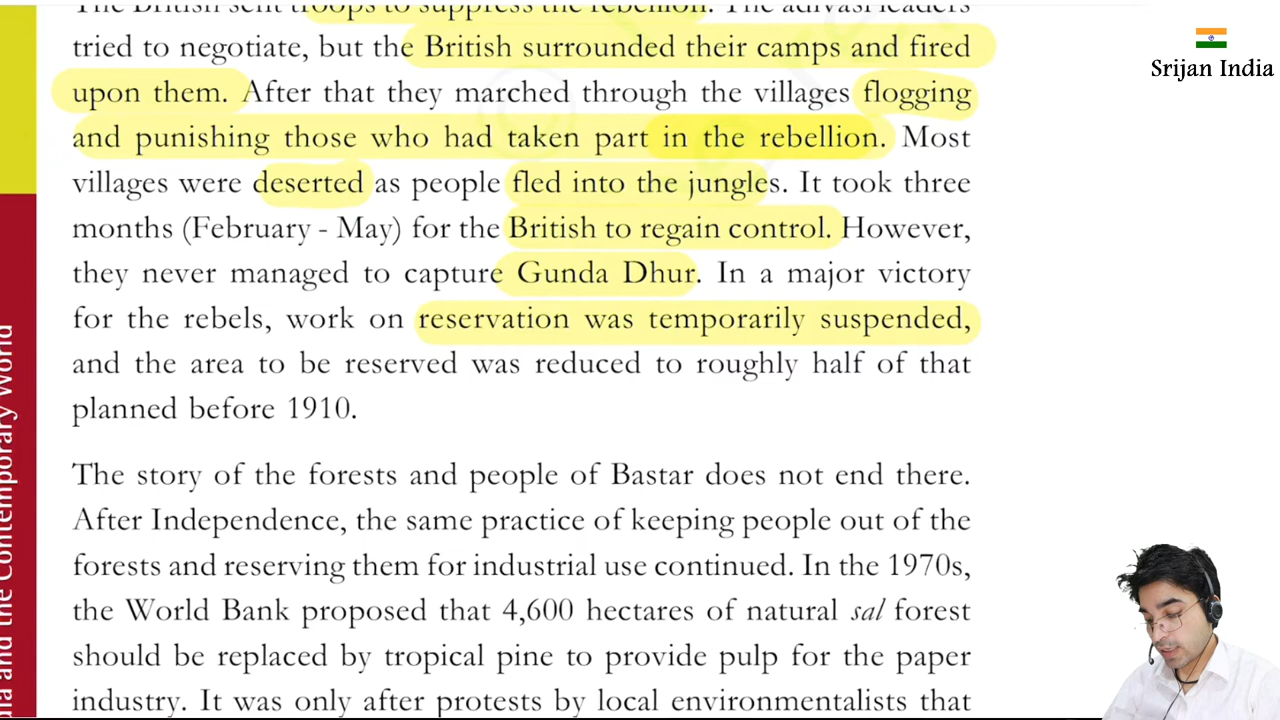 The British sent troops to suppress the rebellion. The adivasi leaders
tried to negotiate, but the British surrounded their camps and fired
upon them. After that they marched through the villages flogging
and punishing those who had taken part in the rebellion. Most
villages were deserted as people fled into the jungles. It took three
months (February - May) for the British to regain control. However,
they never managed to capture Gunda Dhur. In a major victory
for the rebels, work on reservation was temporarily suspended,
and the area to be reserved was reduced to roughly half of that
planned before 1910.
The story of the forests and people of Bastar does not end there.
After Independence, the same practice of keeping people out of the
forests and reserving them for industrial use continued. In the 1970s,
the World Bank proposed that 4,600 hectares of natural sal forest
should be replaced by tropical pine to provide pulp for the paper
industry. It was only after protests by local environmentalists that
and the Contemporary World
Srijan India